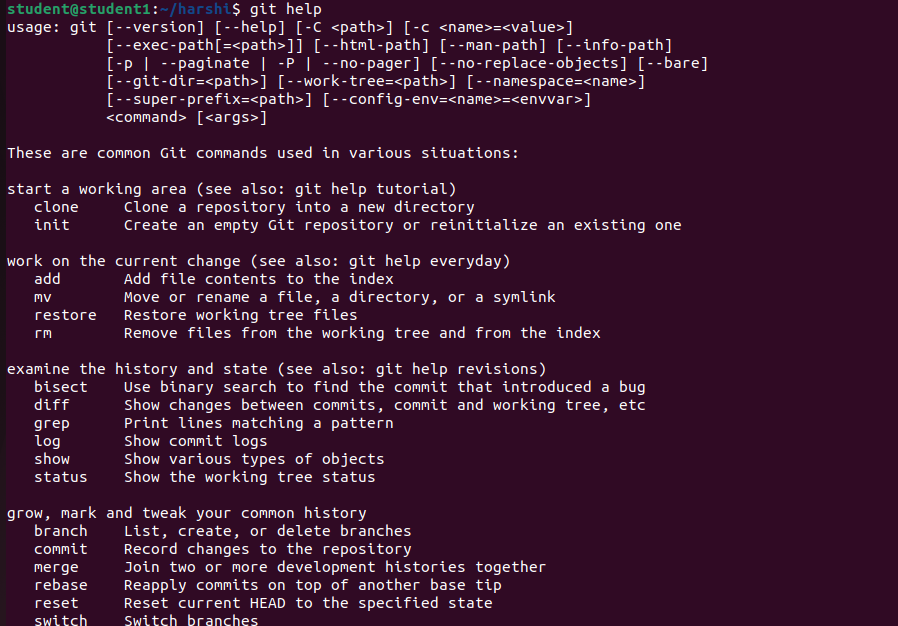 student@student1:~/harshi$ git help
usage: git [--version] [--help] [-C <path>] [-c <name>=<value>]
           [--exec-path[=<path>]] [--html-path] [--man-path] [--info-path]
           [-p | --paginate | -P | --no-pager] [--no-replace-objects] [--bare]
           [--git-dir=<path>] [--work-tree=<path>] [--namespace=<name>]
           [--super-prefix=<path>] [--config-env=<name>=<envvar>]
           <command> [<args>]

These are common Git commands used in various situations:

start a working area (see also: git help tutorial)
   clone     Clone a repository into a new directory
   init      Create an empty Git repository or reinitialize an existing one

work on the current change (see also: git help everyday)
   add       Add file contents to the index
   mv        Move or rename a file, a directory, or a symlink
   restore   Restore working tree files
   rm        Remove files from the working tree and from the index

examine the history and state (see also: git help revisions)
   bisect    Use binary search to find the commit that introduced a bug
   diff      Show changes between commits, commit and working tree, etc
   grep      Print lines matching a pattern
   log       Show commit logs
   show      Show various types of objects
   status    Show the working tree status

grow, mark and tweak your common history
   branch    List, create, or delete branches
   commit    Record changes to the repository
   merge     Join two or more development histories together
   rebase    Reapply commits on top of another base tip
   reset     Reset current HEAD to the specified state
   switch    Switch branches